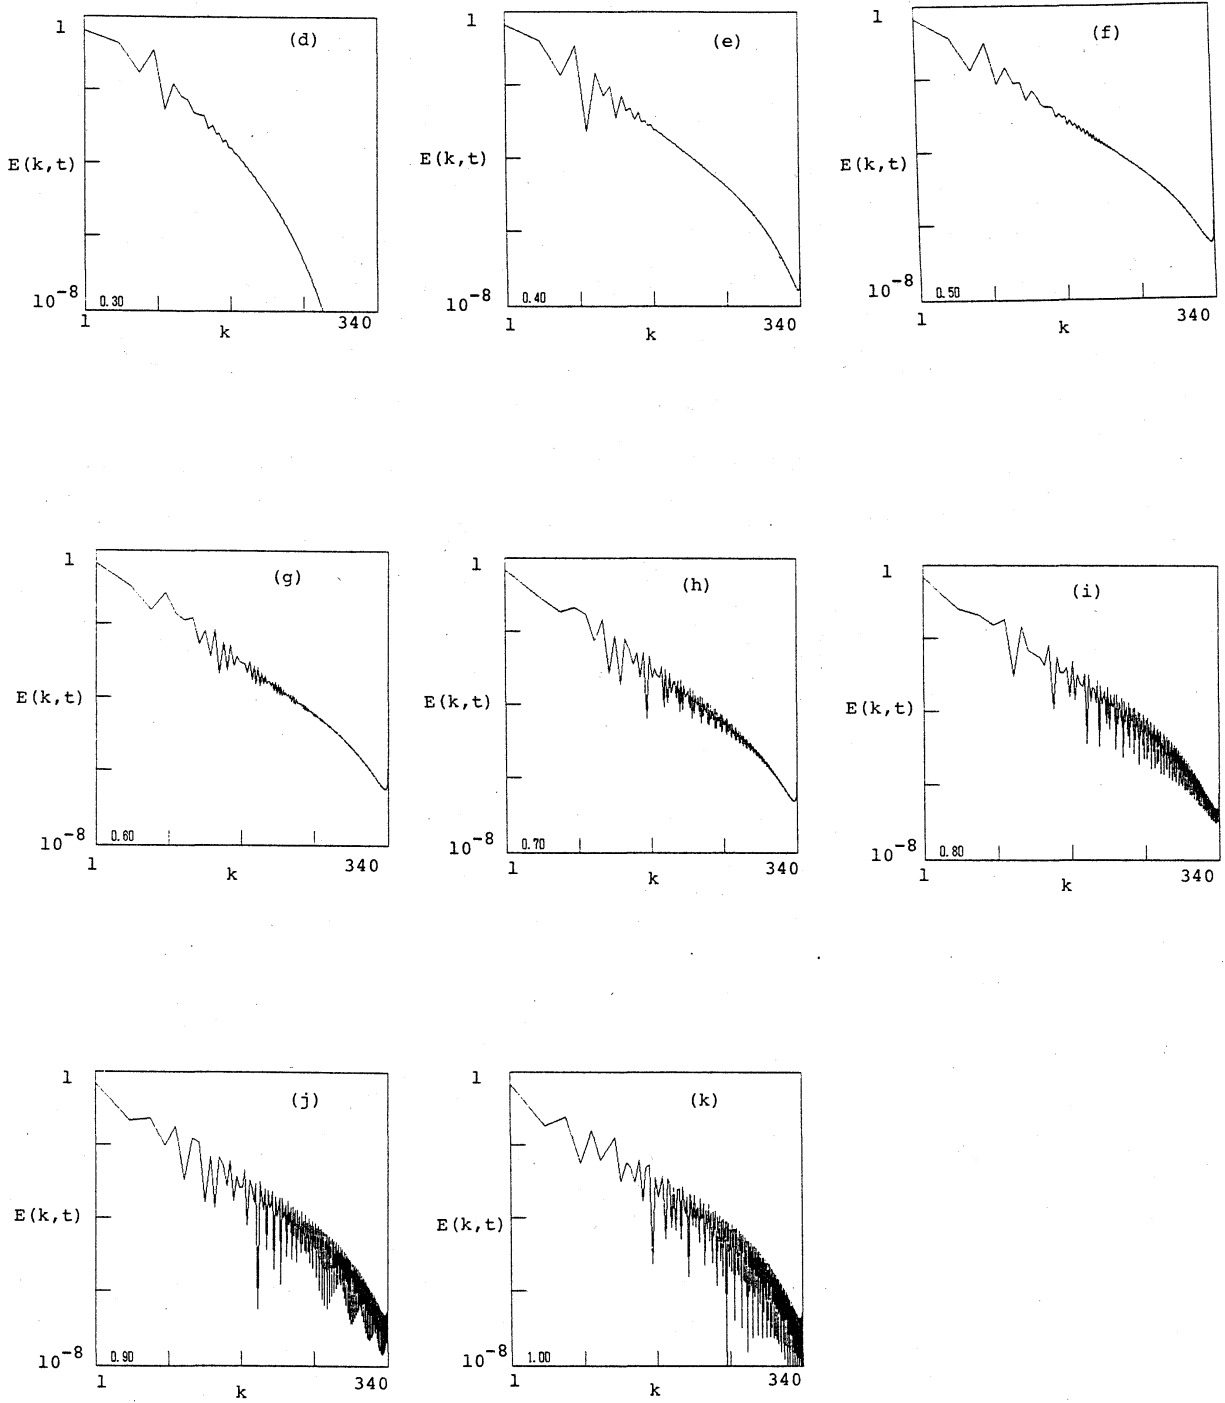 1
(d)
E(k,t)
10-8
0.30
1
340
k
1
(e)
E(k,t)
10-8
0.40
1
340
k
1
(f)
E(k,t)
10-8
0.50
1
340
k
1
(g)
E(k,t)
10-8
0.60
1
340
k
1
(h)
E(k,t)
10-8
0.70
1
340
k
1
(i)
E(k,t)
10-8
0.80
1
340
k
1
(j)
E(k,t)
10-8
0.90
1
340
k
1
(k)
E(k,t)
10-8
1.00
1
340
k